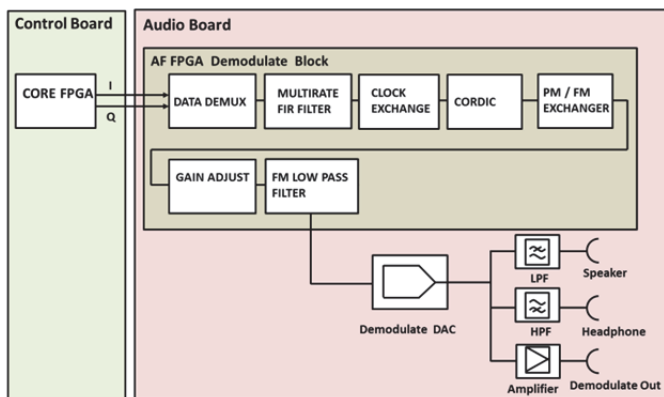 Control Board
Audio Board
AF FPGA Demodulate Block
CORE FPGA
I
Q
DATA DEMUX
MULTIRATE
FIR FILTER
CLOCK
EXCHANGE
CORDIC
PM / FM
EXCHANGER
GAIN ADJUST
FM LOW PASS
FILTER
Demodulate DAC
LPF
Speaker
HPF
Headphone
Amplifier
Demodulate Out